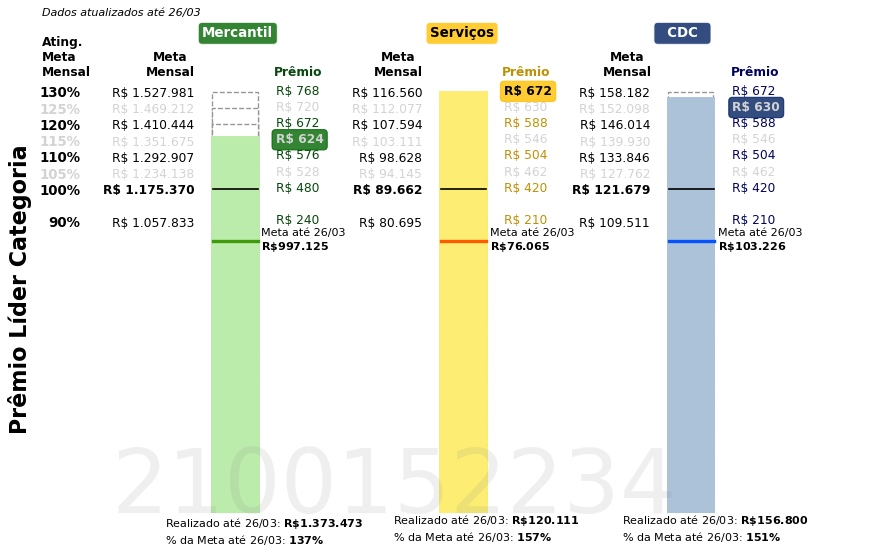 Dados atualizados até 26/03
Mercantil Serviços CDC
Ating. Meta Mensal Meta Mensal Prêmio Meta Mensal Prêmio Meta Mensal Prêmio
130% R$ 1.527.981 R$ 768 R$ 116.560 R$ 672 R$ 158.182 R$ 672
125% R$ 1.469.212 R$ 720 R$ 112.077 R$ 630 R$ 152.098 R$ 630
120% R$ 1.410.444 R$ 672 R$ 107.594 R$ 588 R$ 146.014 R$ 588
115% R$ 1.351.675 R$ 624 R$ 103.111 R$ 546 R$ 139.930 R$ 546
110% R$ 1.292.907 R$ 576 R$ 98.628 R$ 504 R$ 133.846 R$ 504
105% R$ 1.234.138 R$ 528 R$ 94.145 R$ 462 R$ 127.762 R$ 462
100% R$ 1.175.370 R$ 480 R$ 89.662 R$ 420 R$ 121.679 R$ 420
90% R$ 1.057.833 R$ 240 R$ 80.695 R$ 210 R$ 109.511 R$ 210
Meta até 26/03 Meta até 26/03 Meta até 26/03
R$997.125 R$76.065 R$103.226
Prêmio Líder Categoria
2100152234
Realizado até 26/03: R$1.373.473 Realizado até 26/03: R$120.111 Realizado até 26/03: R$156.800
% da Meta até 26/03: 137% % da Meta até 26/03: 157% % da Meta até 26/03: 151%